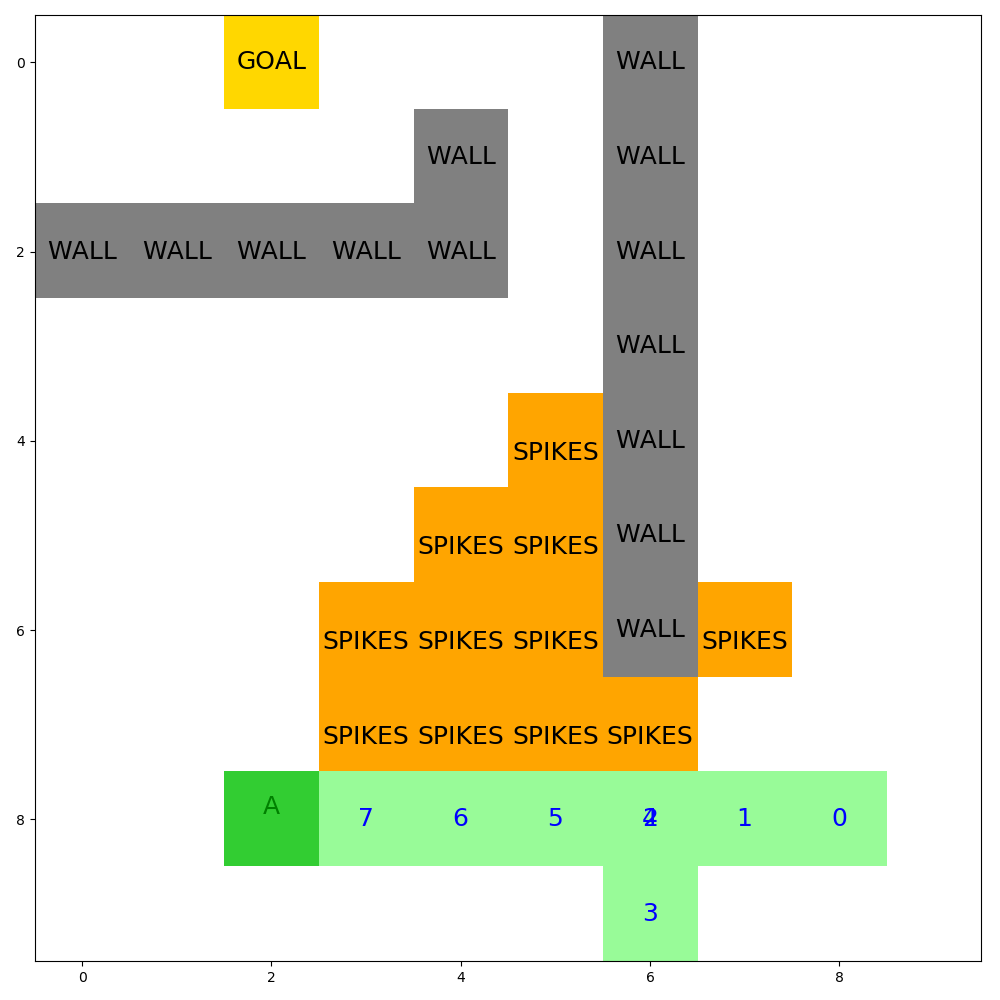 0 GOAL WALL
WALL WALL
2 WALL WALL WALL WALL WALL WALL
WALL
4 SPIKES WALL
SPIKES SPIKES WALL
6 SPIKES SPIKES SPIKES WALL SPIKES
SPIKES SPIKES SPIKES SPIKES
8 A 7 6 5 1 0
3
0 2 4 6 8